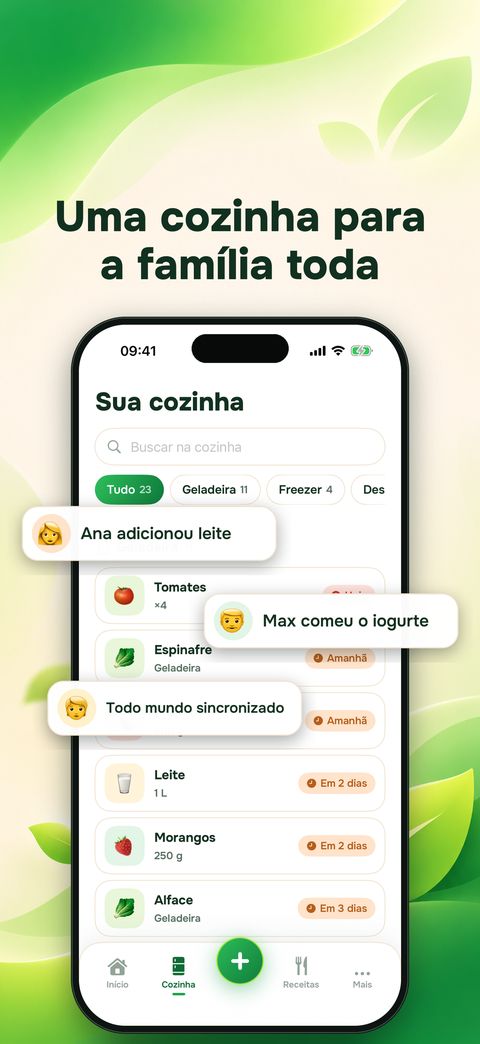 Uma cozinha para
a família toda
09:41
Sua cozinha
Buscar na cozinha
Tudo 23
Geladeira 11
Freezer 4
Des
Ana adicionou leite
Tomates
×4
Max comeu o iogurte
Espinafre
Geladeira
Amanhã
Todo mundo sincronizado
Amanhã
Leite
1 L
Em 2 dias
Morangos
250 g
Em 2 dias
Alface
Geladeira
Em 3 dias
Início
Cozinha
Receitas
Mais